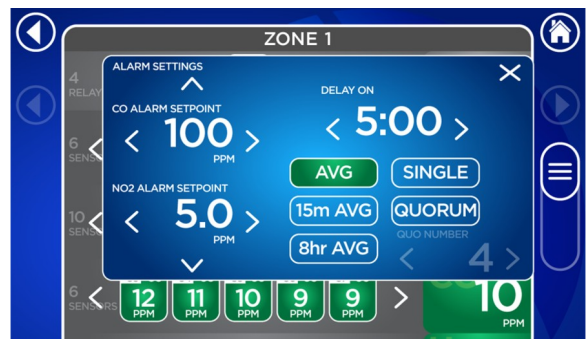 ZONE 1
ALARM SETTINGS
4
RELAY
DELAY ON
CO ALARM SETPOINT
100
PPM
5:00
6
SENS
AVG
SINGLE
NO2 ALARM SETPOINT
5.0
PPM
15m AVG
QUORUM
10
SENS
QUO NUMBER
8hr AVG
4
6
SENSORS
12
PPM
11
PPM
10
PPM
9
PPM
9
PPM
10
PPM